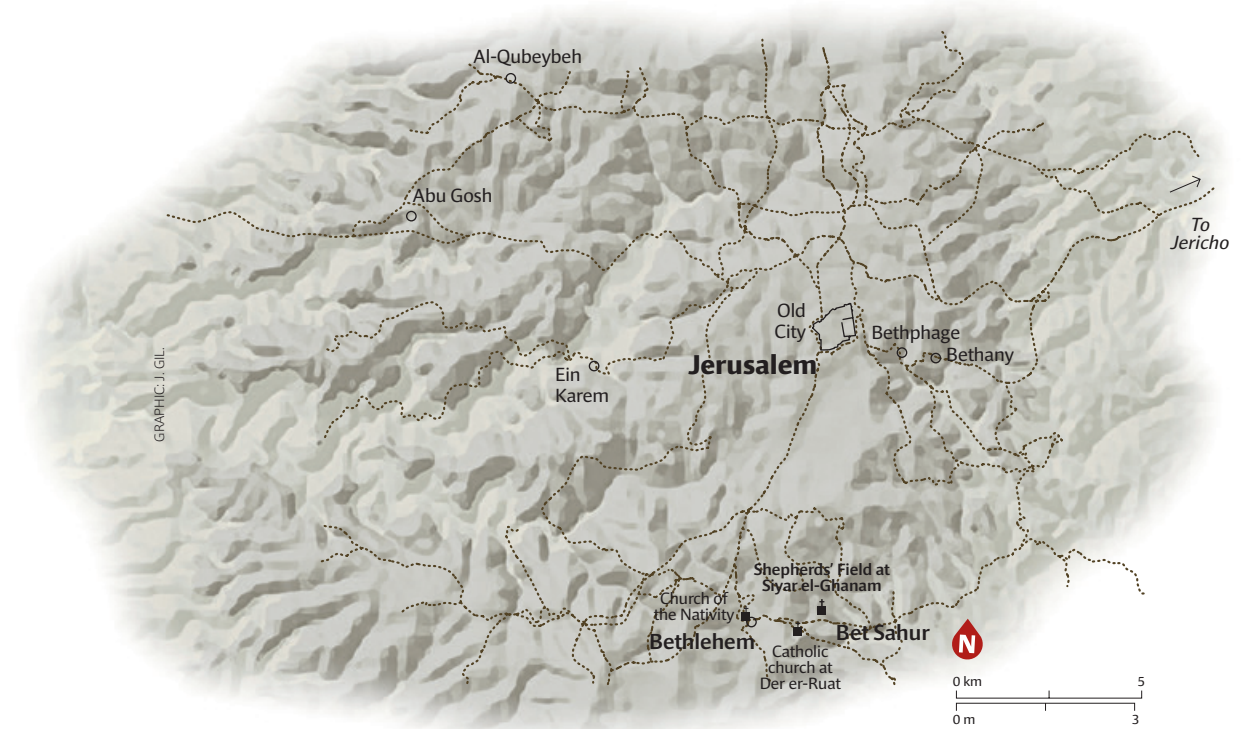 Al-Qubeybeh
Abu Gosh
To
Jericho
Old
City
Bethphage
Bethany
Jerusalem
Ein
Karem
GRAPHIC: J. GIL.
Shepherds' Field at
Siyar el-Ghanam
Church of
the Nativity
Bethlehem
Bet Sahur
Catholic
church at
Der er-Ruat
N
0 km 5
0 m 3